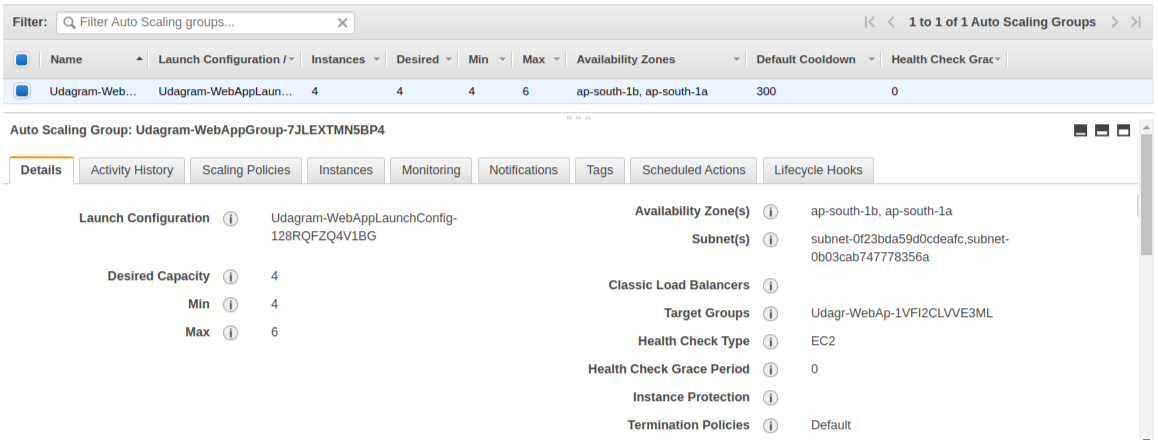 Filter: Filter Auto Scaling groups... 1 to 1 of 1 Auto Scaling Groups
Name Launch Configuration / Instances Desired Min Max Availability Zones Default Cooldown Health Check Grac
Udagram-Web... Udagram-WebAppLaun... 4 4 4 6 ap-south-1b, ap-south-1a 300 0
Auto Scaling Group: Udagram-WebAppGroup-7JLEXTMN5BP4
Details Activity History Scaling Policies Instances Monitoring Notifications Tags Scheduled Actions Lifecycle Hooks
Launch Configuration Udagram-WebAppLaunchConfig-
128RQFZQ4V1BG
Desired Capacity 4
Min 4
Max 6
Availability Zone(s) ap-south-1b, ap-south-1a
Subnet(s) subnet-0f23bda59d0cdeafc,subnet-
0b03cab747778356a
Classic Load Balancers
Target Groups Udagr-WebAp-1VFI2CLVVE3ML
Health Check Type EC2
Health Check Grace Period 0
Instance Protection
Termination Policies Default